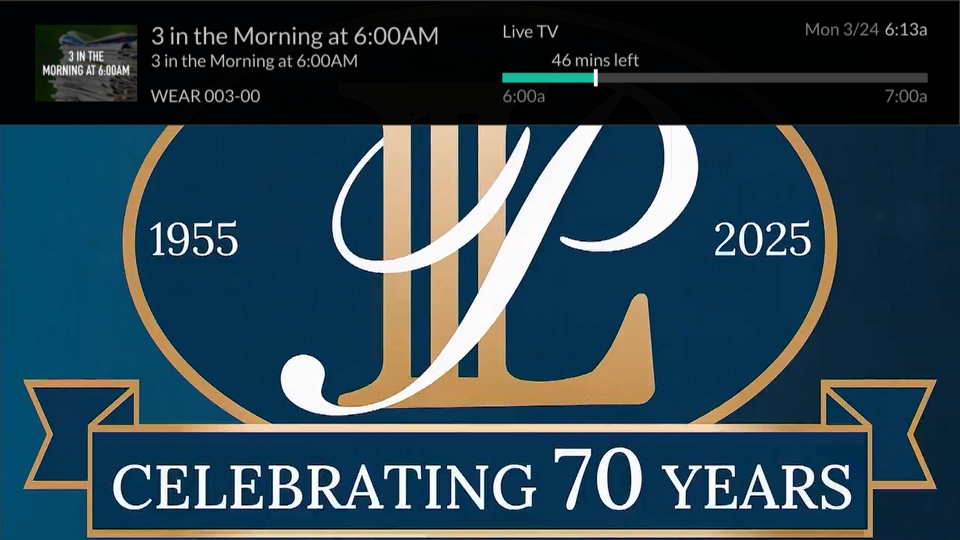 3 IN THE
MORNING AT 6:00AM
3 in the Morning at 6:00AM
3 in the Morning at 6:00AM
WEAR 003-00
Live TV
46 mins left
6:00a
7:00a
Mon 3/24 6:13a
1955
LP
2025
CELEBRATING 70 YEARS